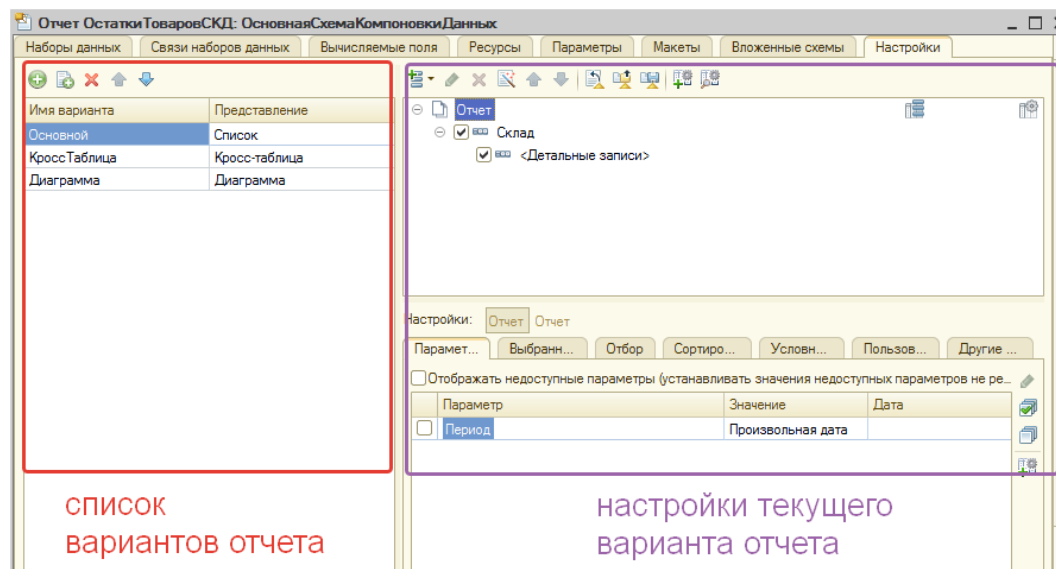 Отчет ОстаткиТоваровСКД: ОсновнаяСхемаКомпоновкиДанных
Наборы данных Связи наборов данных Вычисляемые поля Ресурсы Параметры Макеты Вложенные схемы Настройки
Имя варианта Представление
Основной Список
КроссТаблица Кросс-таблица
Диаграмма Диаграмма
Отчет
Склад
<Детальные записи>
Настройки: Отчет Отчет
Парамет... Выбранн... Отбор Сортиро... Условн... Пользов... Другие ...
Отображать недоступные параметры (устанавливать значения недоступных параметров не ре...
Параметр Значение Дата
Период Произвольная дата
список
вариантов отчета
настройки текущего
варианта отчета